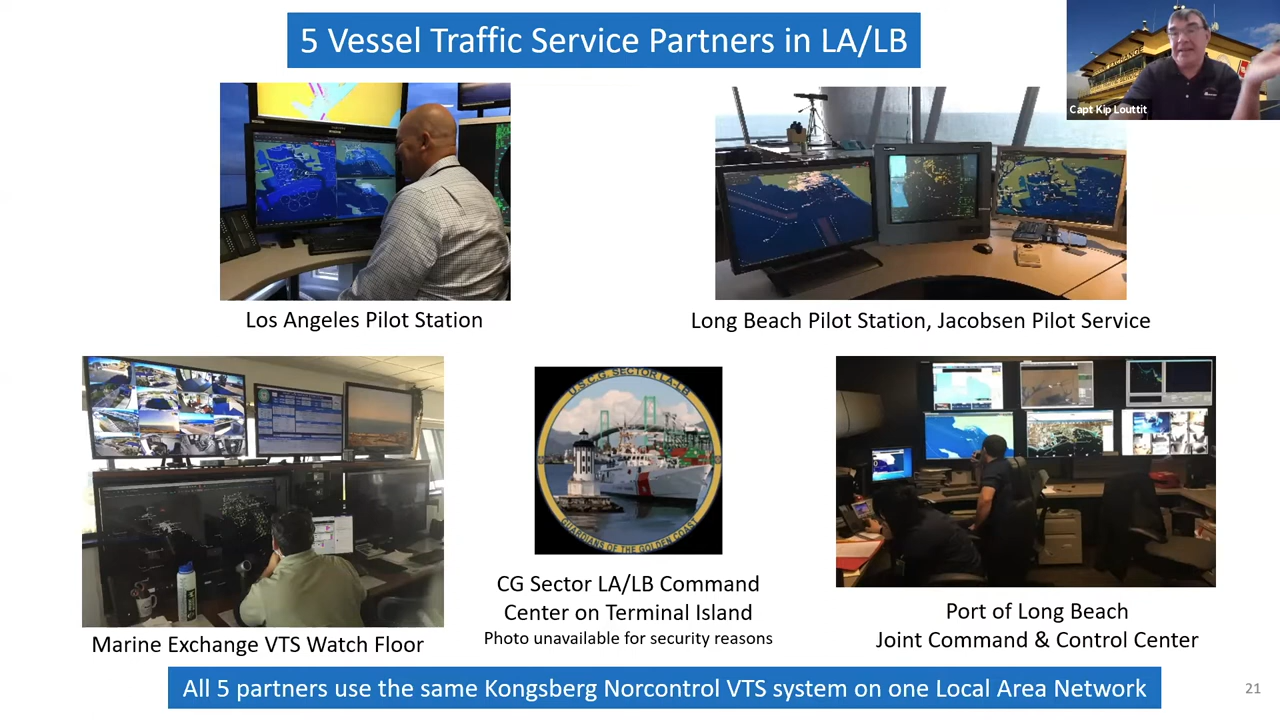 5 Vessel Traffic Service Partners in LA/LB
Capt Kip Louttit
Los Angeles Pilot Station
Long Beach Pilot Station, Jacobsen Pilot Service
U.S.C.G. SECTOR LA-LB
GUARDIANS OF THE GOLDEN COAST
Marine Exchange VTS Watch Floor
CG Sector LA/LB Command
Center on Terminal Island
Photo unavailable for security reasons
Port of Long Beach
Joint Command & Control Center
All 5 partners use the same Kongsberg Norcontrol VTS system on one Local Area Network
21